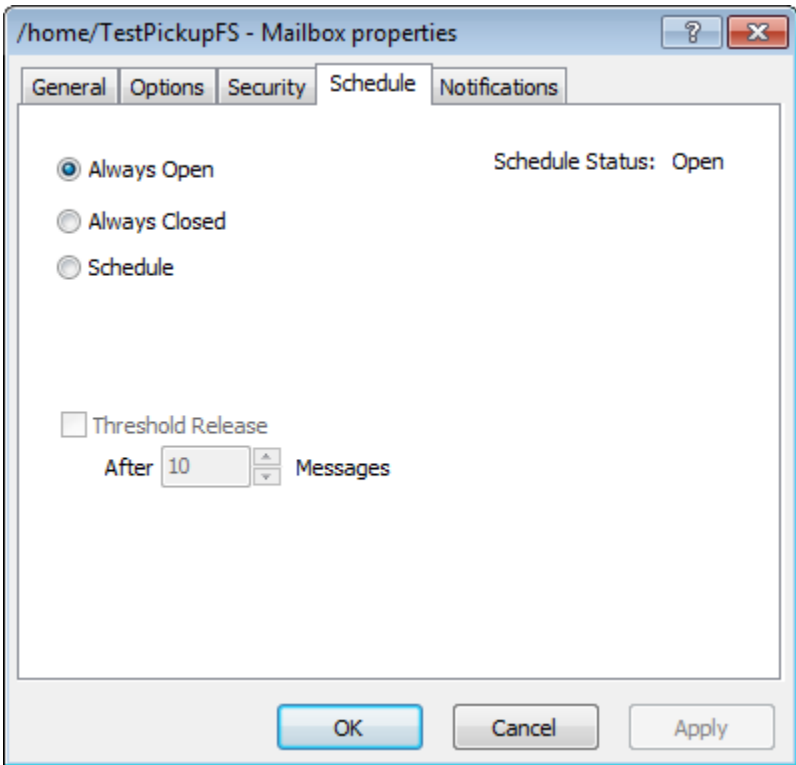 /home/TestPickupFS - Mailbox properties
?
General Options Security Schedule Notifications
Always Open
Schedule Status: Open
Always Closed
Schedule
Threshold Release
After 10 Messages
OK Cancel Apply